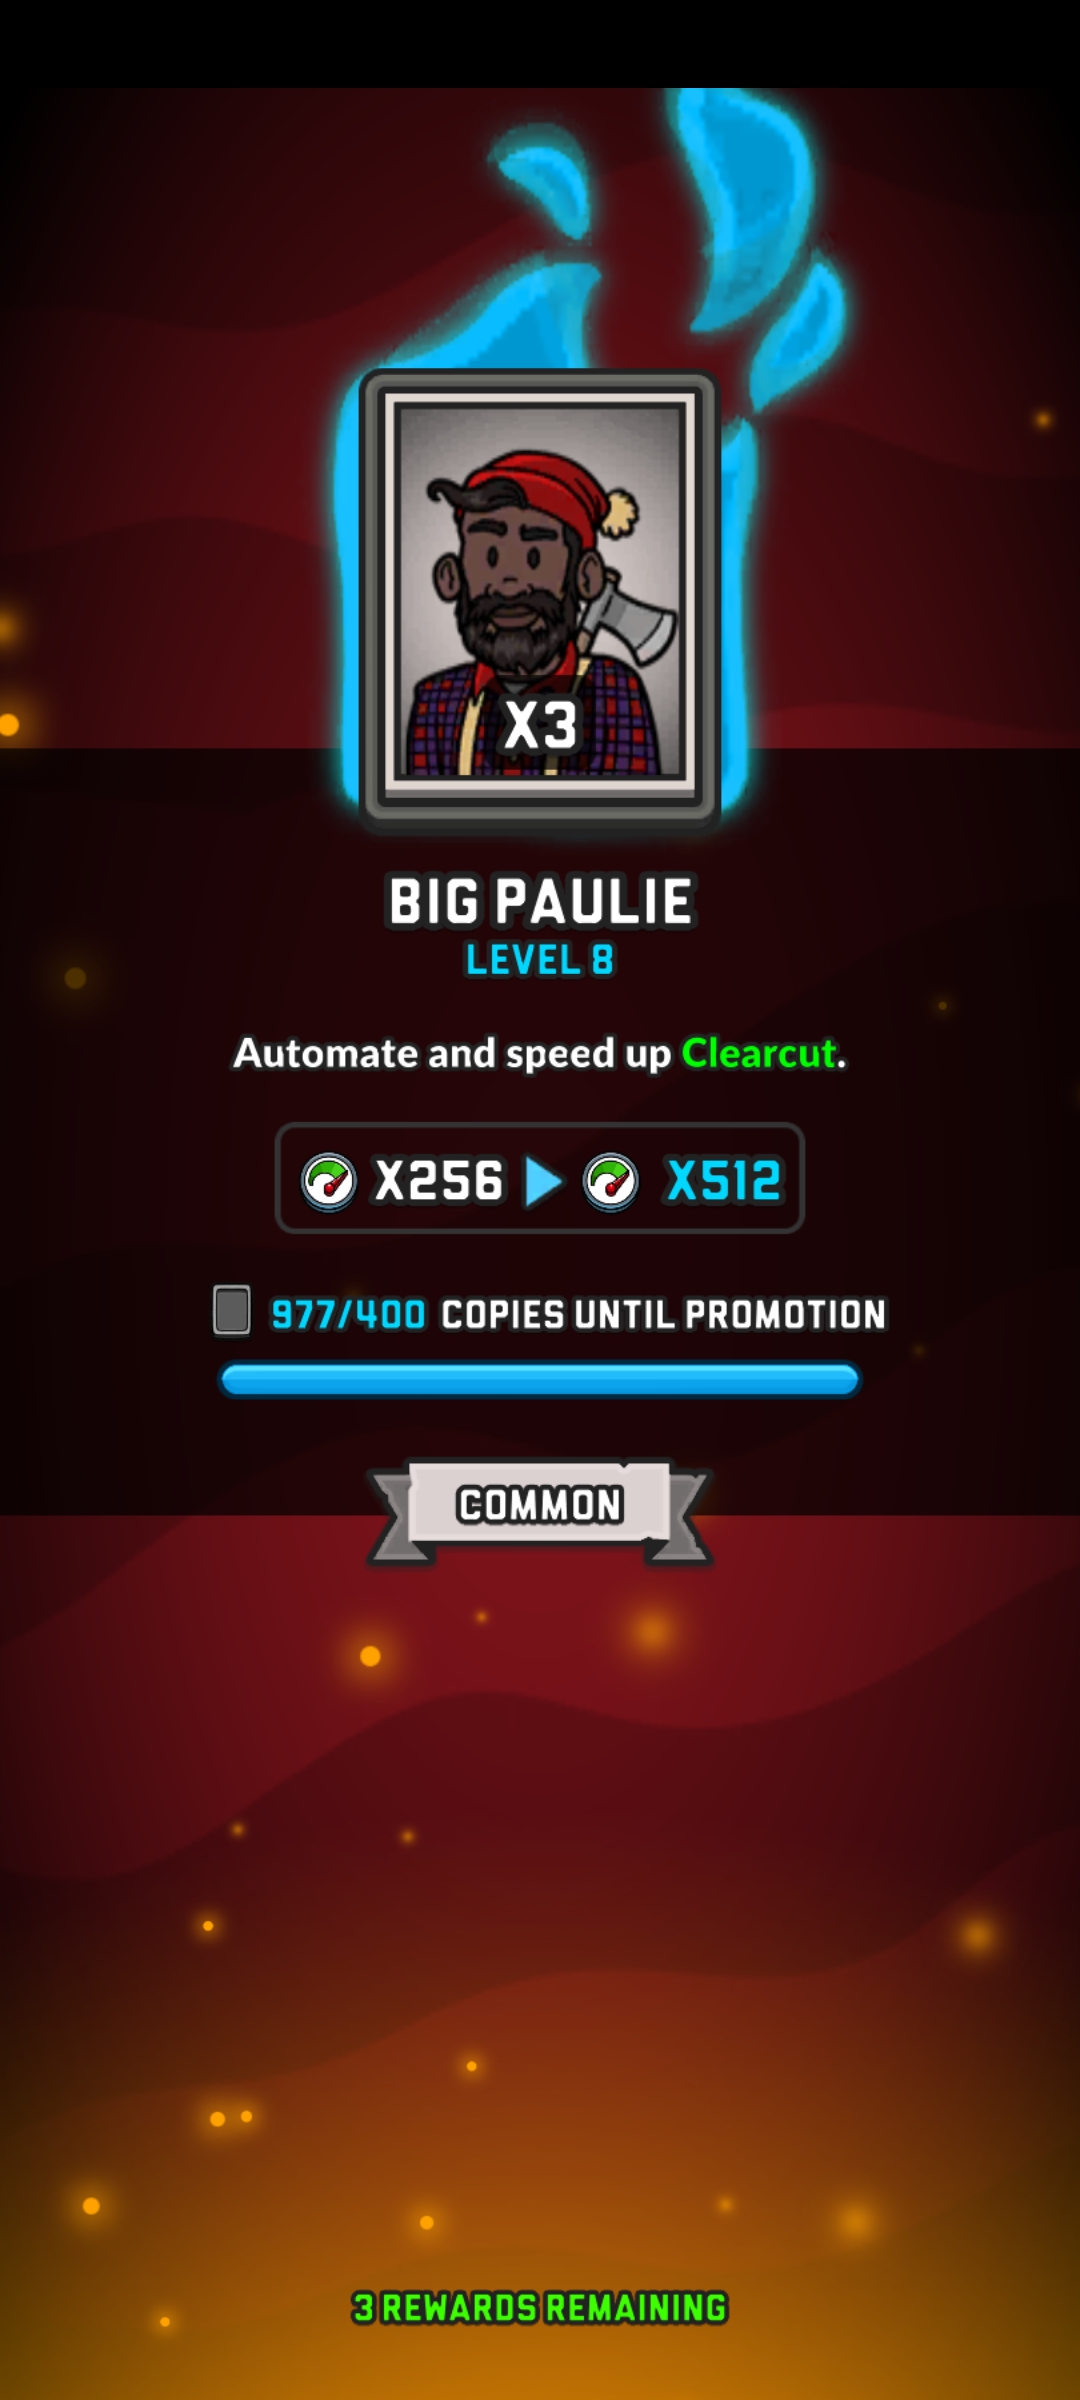 X3
BIG PAULIE
LEVEL 8
Automate and speed up Clearcut.
X256 X512
977/400 COPIES UNTIL PROMOTION
COMMON
3 REWARDS REMAINING